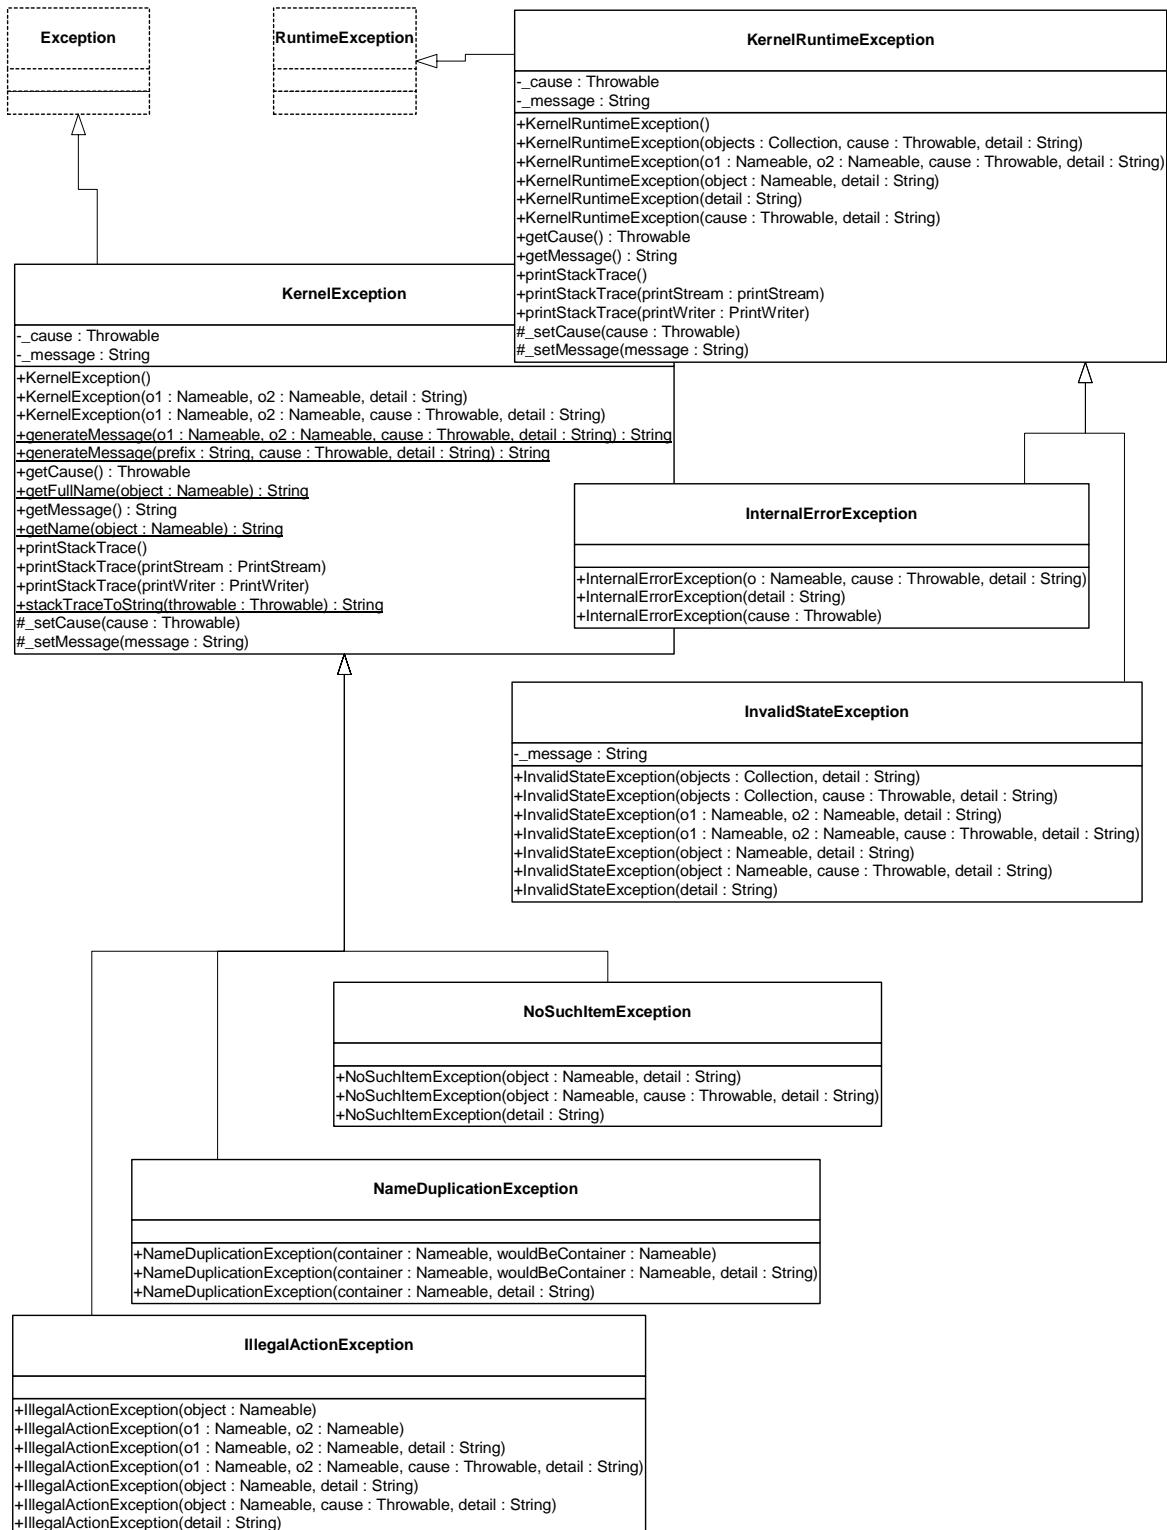 Exception
RuntimeException
KernelRuntimeException
-_cause : Throwable
-_message : String
+KernelRuntimeException()
+KernelRuntimeException(objects : Collection, cause : Throwable, detail : String)
+KernelRuntimeException(o1 : Nameable, o2 : Nameable, cause : Throwable, detail : String)
+KernelRuntimeException(object : Nameable, detail : String)
+KernelRuntimeException(detail : String)
+KernelRuntimeException(cause : Throwable, detail : String)
+getCause() : Throwable
+getMessage() : String
+printStackTrace()
+printStackTrace(printStream : printStream)
+printStackTrace(printWriter : PrintWriter)
#_setCause(cause : Throwable)
#_setMessage(message : String)
KernelException
-_cause : Throwable
-_message : String
+KernelException()
+KernelException(o1 : Nameable, o2 : Nameable, detail : String)
+KernelException(o1 : Nameable, o2 : Nameable, cause : Throwable, detail : String)
+generateMessage(o1 : Nameable, o2 : Nameable, cause : Throwable, detail : String) : String
+generateMessage(prefix : String, cause : Throwable, detail : String) : String
+getCause() : Throwable
+getFullName(object : Nameable) : String
+getMessage() : String
+getName(object : Nameable) : String
+printStackTrace()
+printStackTrace(printStream : PrintStream)
+printStackTrace(printWriter : PrintWriter)
+stackTraceToString(throwable : Throwable) : String
#_setCause(cause : Throwable)
#_setMessage(message : String)
InternalErrorException
+InternalErrorException(o : Nameable, cause : Throwable, detail : String)
+InternalErrorException(detail : String)
+InternalErrorException(cause : Throwable)
InvalidStateException
-_message : String
+InvalidStateException(objects : Collection, detail : String)
+InvalidStateException(objects : Collection, cause : Throwable, detail : String)
+InvalidStateException(o1 : Nameable, o2 : Nameable, detail : String)
+InvalidStateException(o1 : Nameable, o2 : Nameable, cause : Throwable, detail : String)
+InvalidStateException(object : Nameable, detail : String)
+InvalidStateException(object : Nameable, cause : Throwable, detail : String)
+InvalidStateException(detail : String)
NoSuchItemException
+NoSuchItemException(object : Nameable, detail : String)
+NoSuchItemException(object : Nameable, cause : Throwable, detail : String)
+NoSuchItemException(detail : String)
NameDuplicationException
+NameDuplicationException(container : Nameable, wouldBeContainer : Nameable)
+NameDuplicationException(container : Nameable, wouldBeContainer : Nameable, detail : String)
+NameDuplicationException(container : Nameable, detail : String)
IllegalActionException
+IllegalActionException(object : Nameable)
+IllegalActionException(o1 : Nameable, o2 : Nameable)
+IllegalActionException(o1 : Nameable, o2 : Nameable, detail : String)
+IllegalActionException(o1 : Nameable, o2 : Nameable, cause : Throwable, detail : String)
+IllegalActionException(object : Nameable, detail : String)
+IllegalActionException(object : Nameable, cause : Throwable, detail : String)
+IllegalActionException(detail : String)